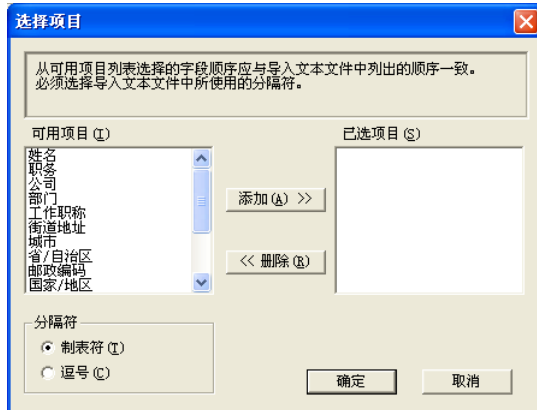 选择项目
从可用项目列表选择的字段顺序应与导入文本文件中列出的顺序一致。
必须选择导入文本文件中所使用的分隔符。
可用项目(I)
已选项目(S)
姓名
职务
公司
部门
工作职称
街道地址
城市
省/自治区
邮政编码
国家/地区
添加(A) >>
<< 删除(R)
分隔符
制表符(T)
逗号(C)
确定
取消